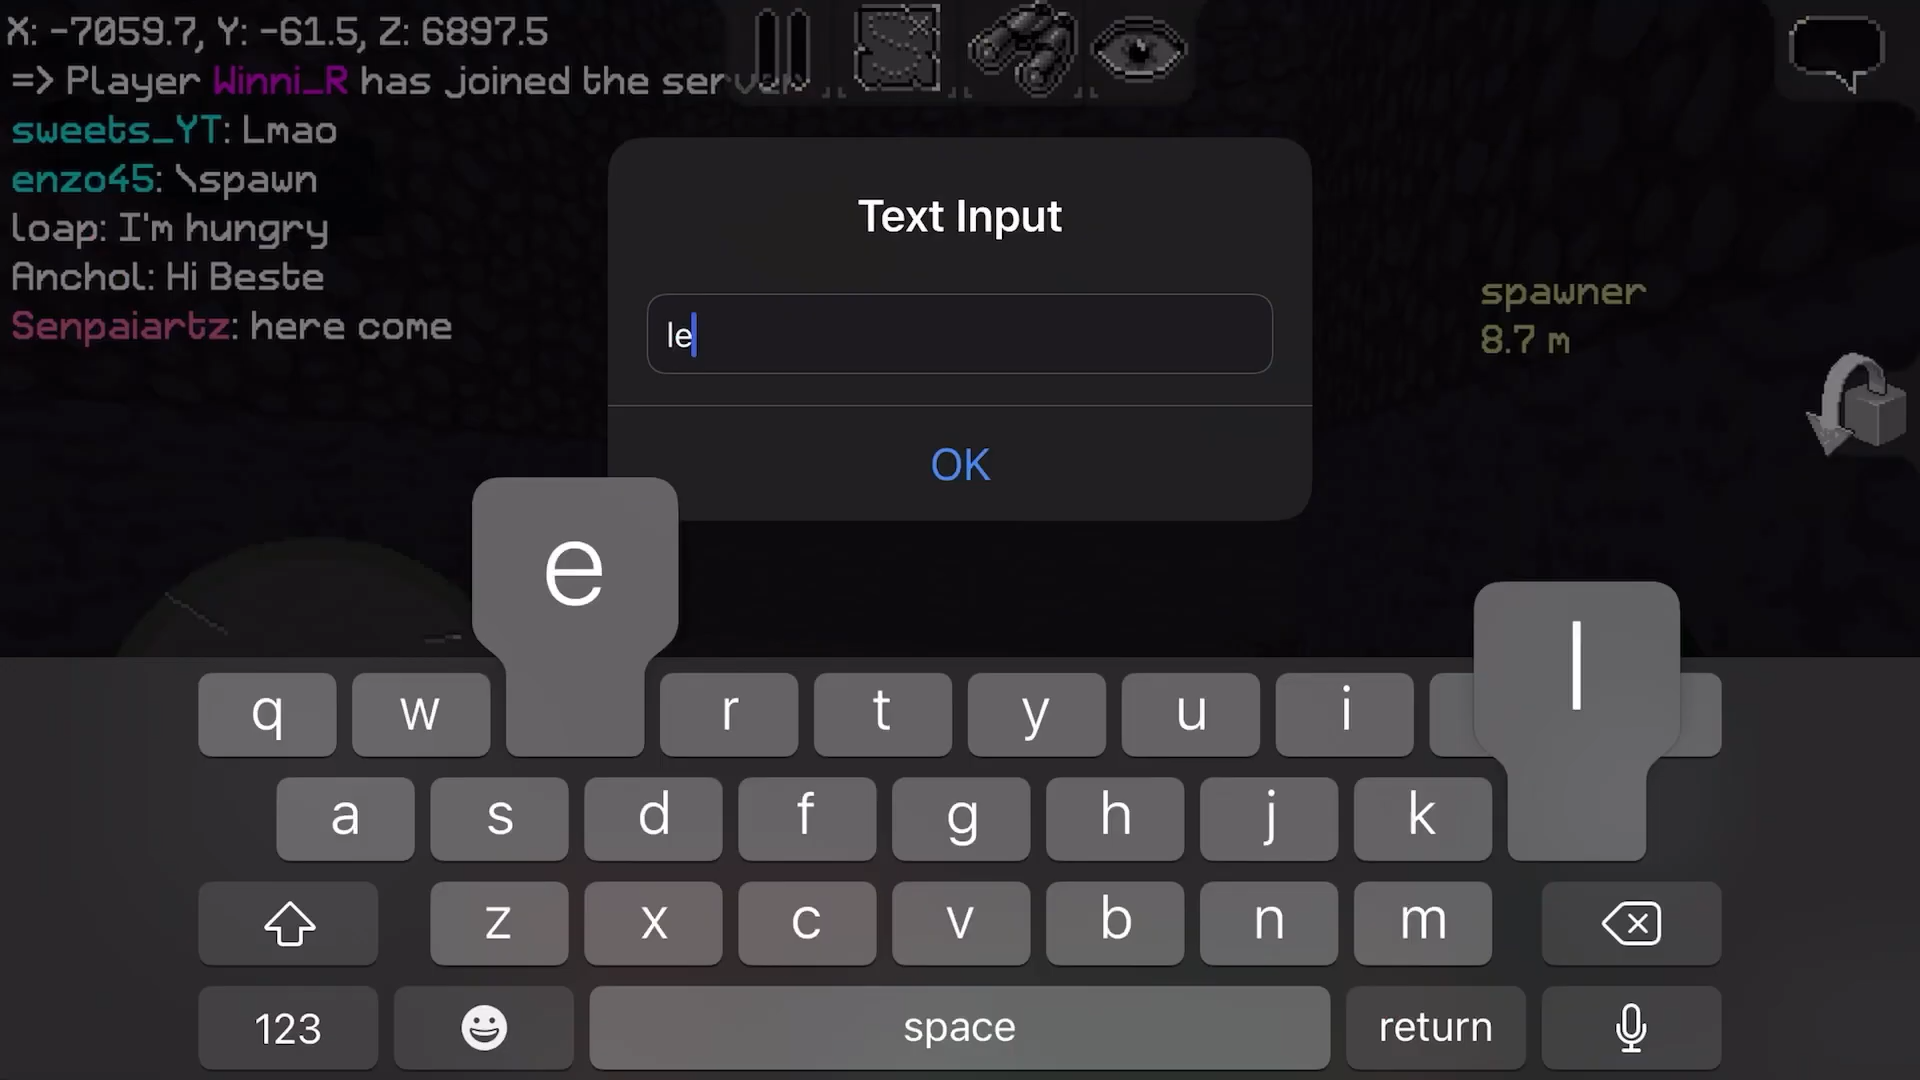 X: -7059.7, Y: -61.5, Z: 6897.5
=> Player Winni_R has joined the server.
sweets_YT: Lmao
enzo45: \spawn
loap: I'm hungry
Anchol: Hi Beste
Senpaiartz: here come
Text Input
le
OK
spawner
8.7 m
e
l
q w r t y u i
a s d f g h j k
z x c v b n m
123 space return